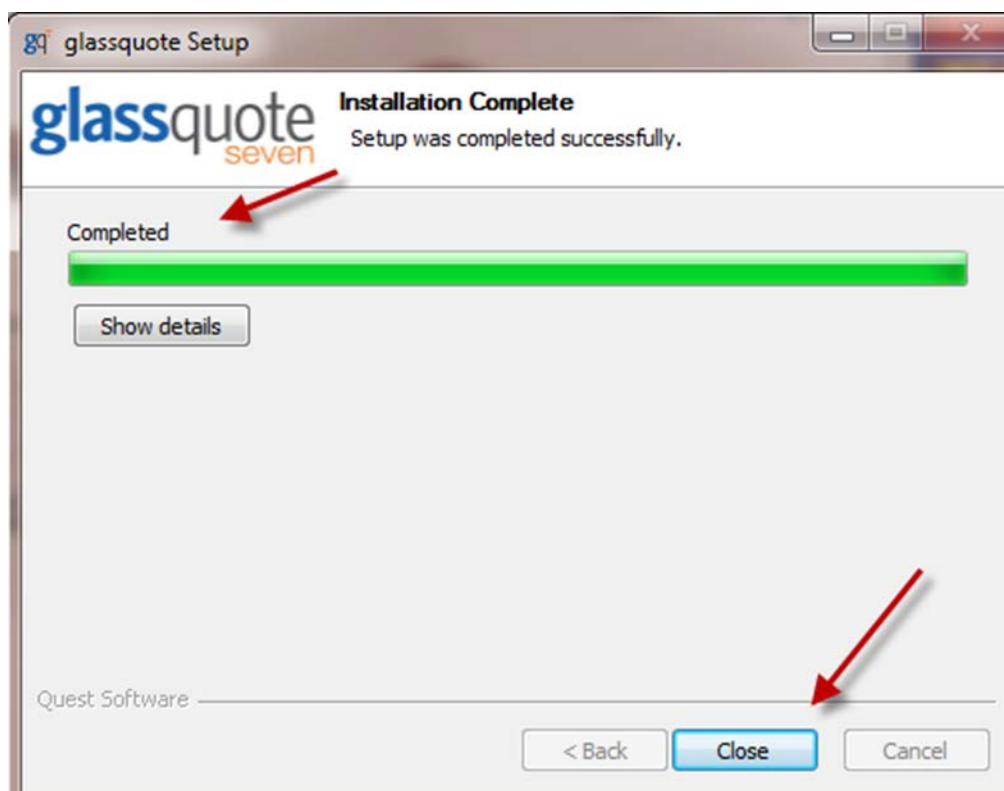 gq glassquote Setup
glassquote
seven
Installation Complete
Setup was completed successfully.
Completed
Show details
Quest Software
< Back
Close
Cancel